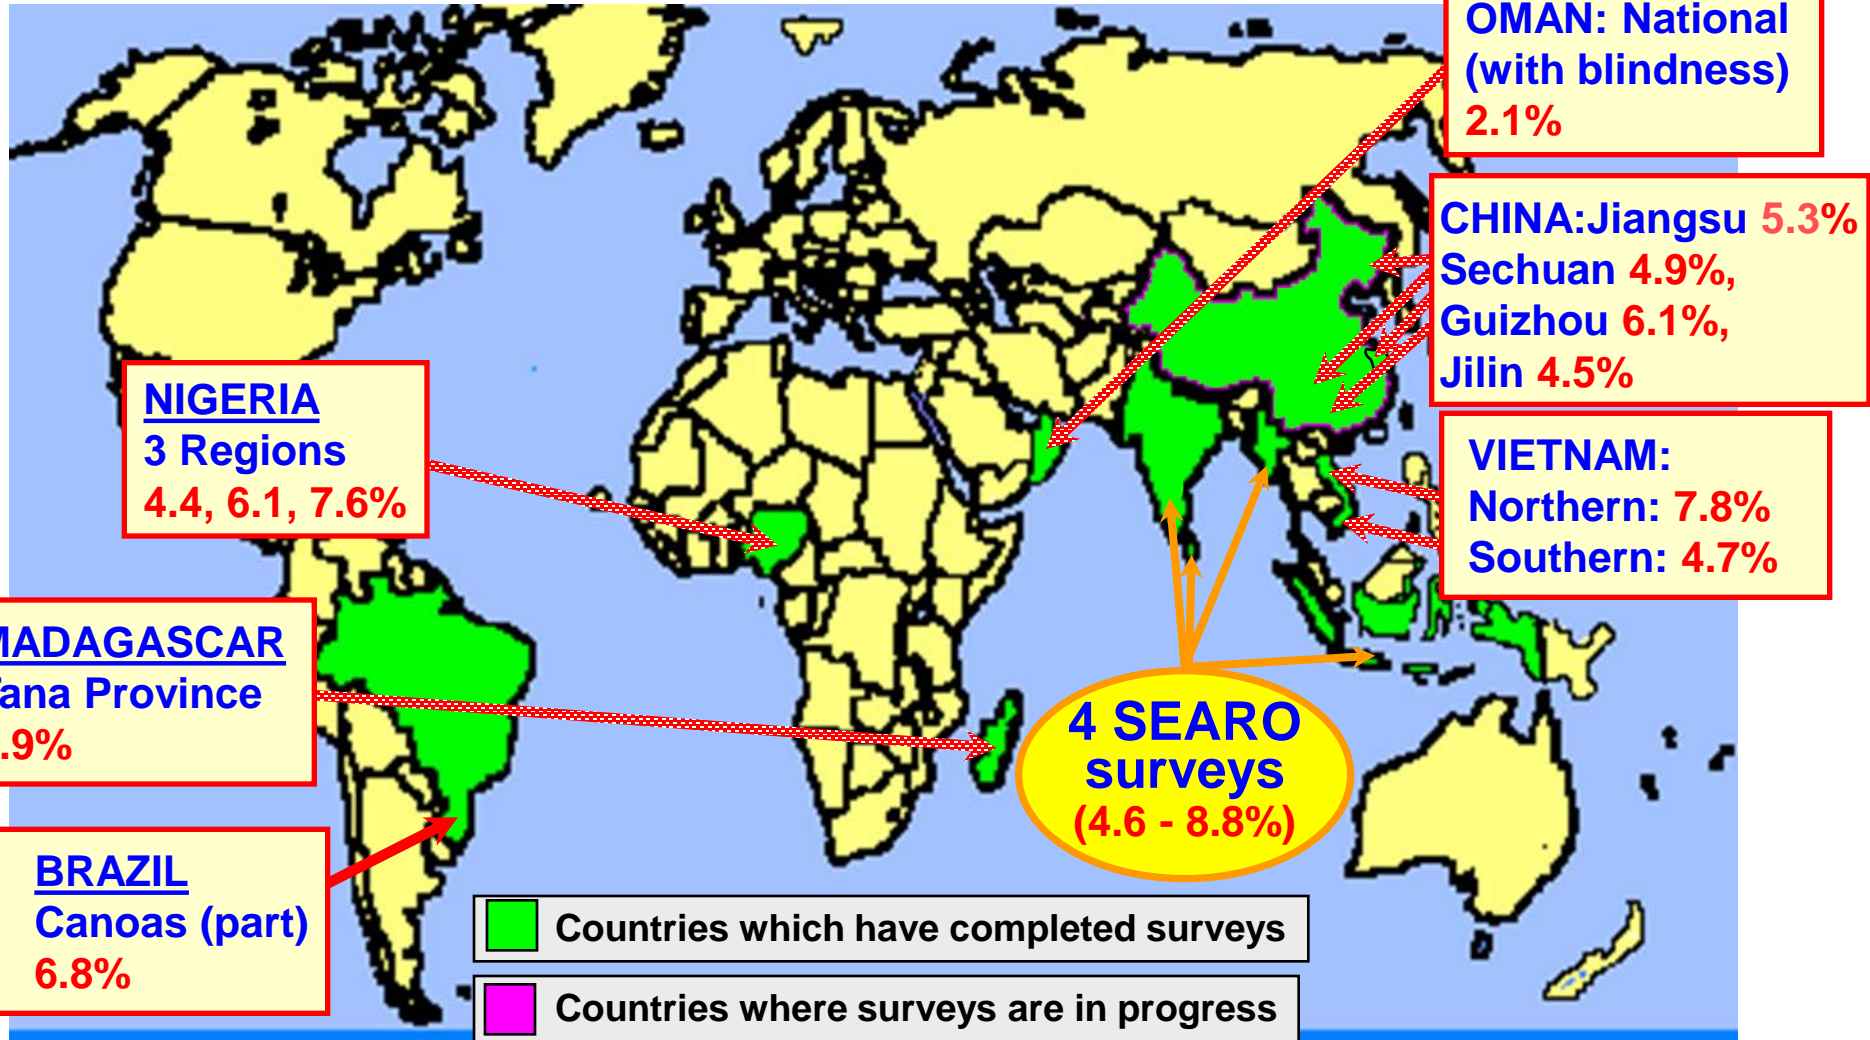 OMAN: National
(with blindness)
2.1%
CHINA:Jiangsu 5.3%
Sechuan 4.9%,
Guizhou 6.1%,
Jilin 4.5%
NIGERIA
3 Regions
4.4, 6.1, 7.6%
VIETNAM:
Northern: 7.8%
Southern: 4.7%
MADAGASCAR
Tana Province
.9%
4 SEARO
surveys
(4.6 - 8.8%)
BRAZIL
Canoas (part)
6.8%
Countries which have completed surveys
Countries where surveys are in progress